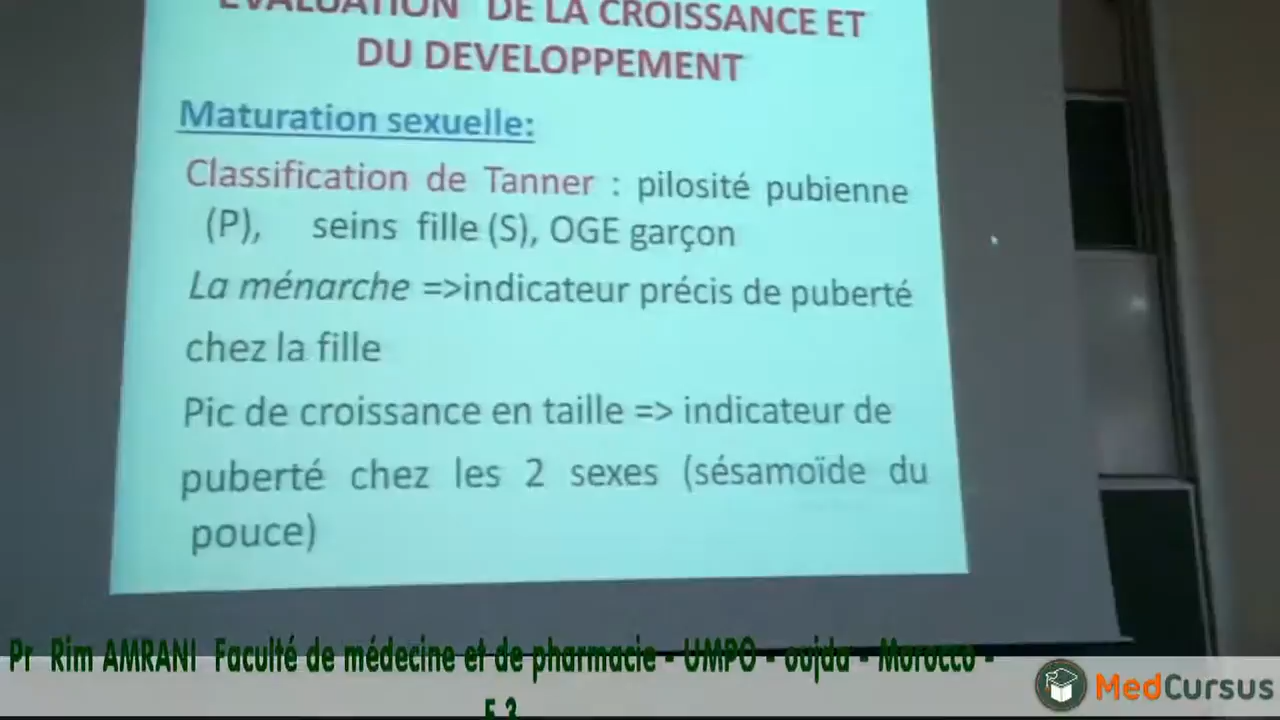 EVALUATION DE LA CROISSANCE ET
DU DEVELOPPEMENT
Maturation sexuelle:
Classification de Tanner : pilosité pubienne
(P), seins fille (S), OGE garçon
La ménarche =>indicateur précis de puberté
chez la fille
Pic de croissance en taille => indicateur de
puberté chez les 2 sexes (sésamoïde du
pouce)
Pr Rim AMRANI Faculté de médecine et de pharmacie - UMPO - oujda - Morocco -
MedCursus